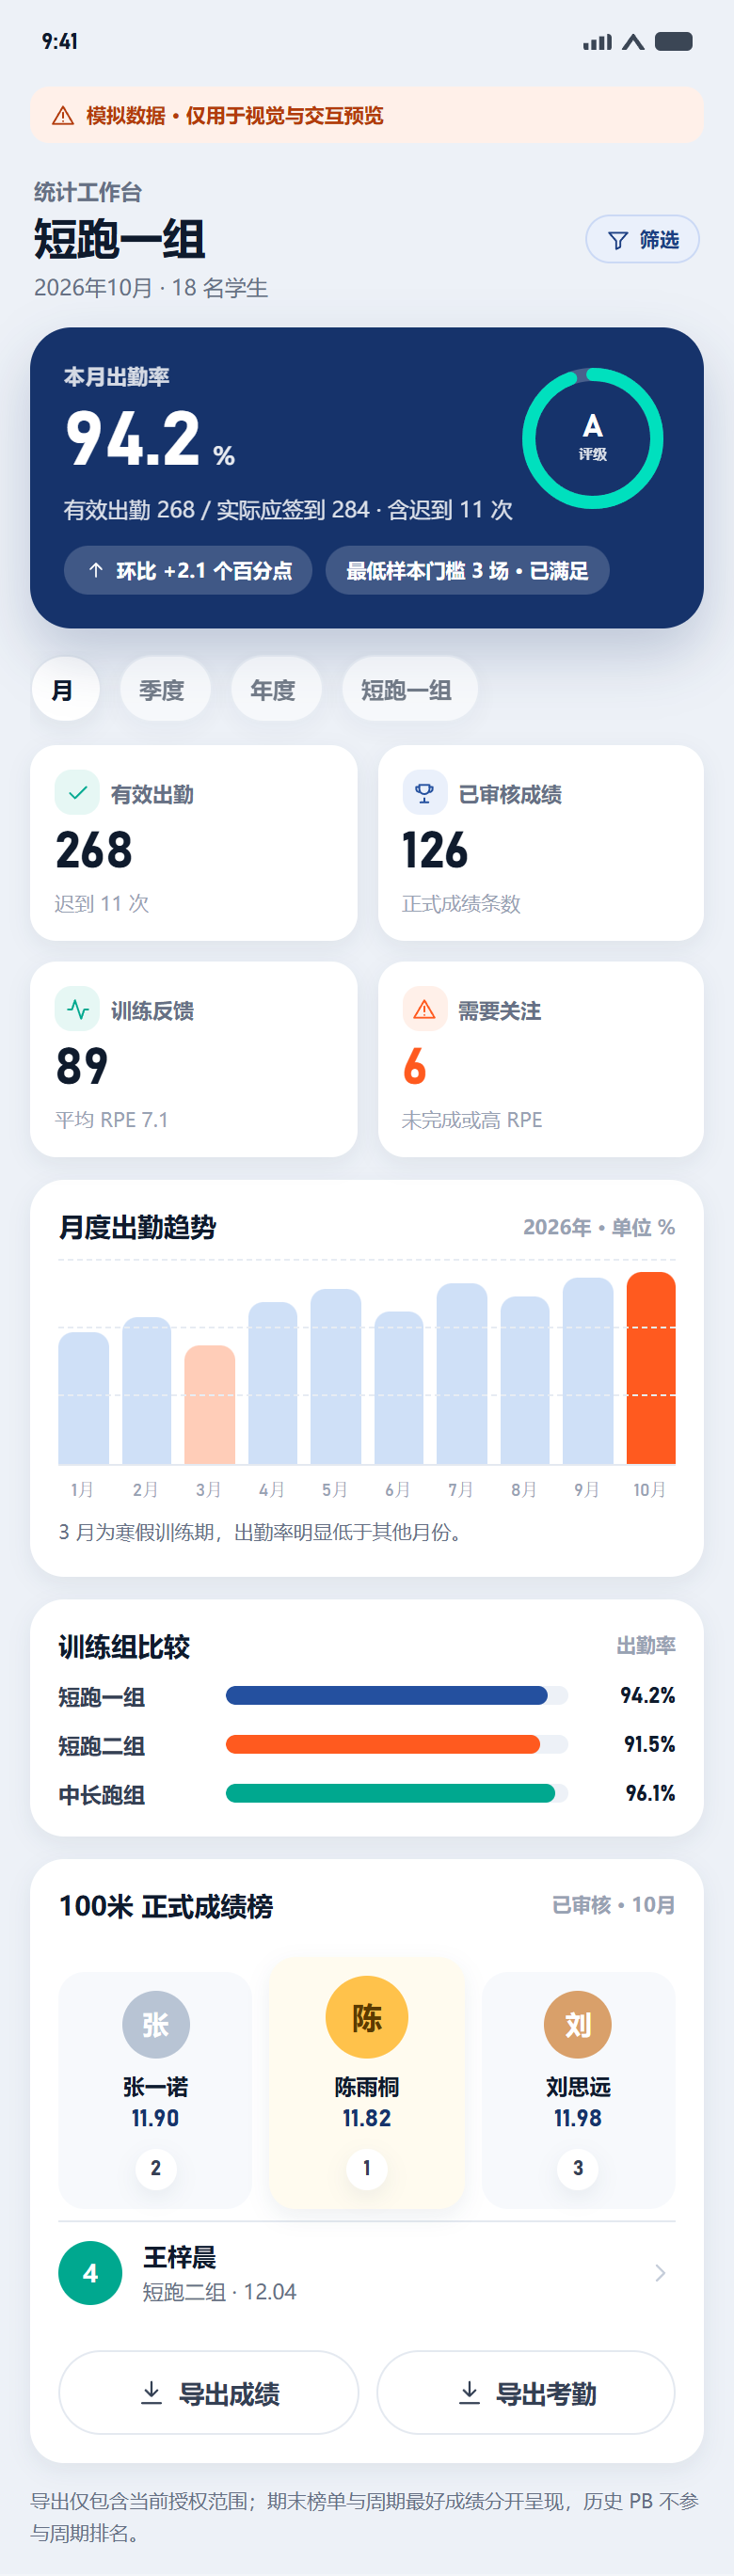 9:41
模拟数据 • 仅用于视觉与交互预览
统计工作台
短跑一组
筛选
2026年10月 · 18 名学生
本月出勤率
94.2 %
A
评级
有效出勤 268 / 实际应签到 284 · 含迟到 11 次
环比 +2.1 个百分点
最低样本门槛 3 场 • 已满足
月 季度 年度 短跑一组
有效出勤
268
迟到 11 次
已审核成绩
126
正式成绩条数
训练反馈
89
平均 RPE 7.1
需要关注
6
未完成或高 RPE
月度出勤趋势
2026年 • 单位 %
1月 2月 3月 4月 5月 6月 7月 8月 9月 10月
3 月为寒假训练期，出勤率明显低于其他月份。
训练组比较
出勤率
短跑一组 94.2%
短跑二组 91.5%
中长跑组 96.1%
100米 正式成绩榜
已审核 • 10月
张
张一诺
11.90
2
陈
陈雨桐
11.82
1
刘
刘思远
11.98
3
4
王梓晨
短跑二组 · 12.04
导出成绩
导出考勤
导出仅包含当前授权范围；期末榜单与周期最好成绩分开呈现，历史 PB 不参
与周期排名。